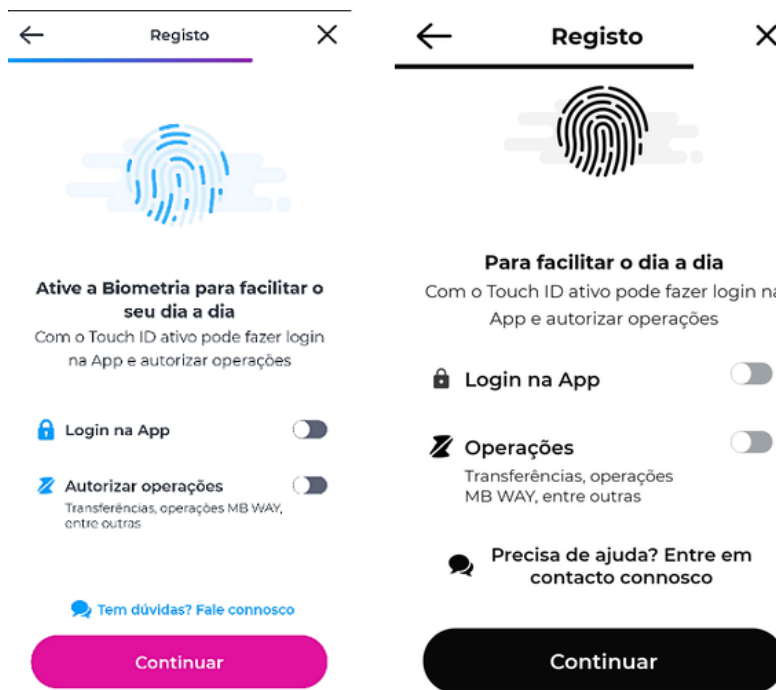 Registo
Ative a Biometria para facilitar o
seu dia a dia
Com o Touch ID ativo pode fazer login
na App e autorizar operações
Login na App
Autorizar operações
Transferências, operações MB WAY,
entre outras
Tem dúvidas? Fale connosco
Continuar
Registo
Para facilitar o dia a dia
Com o Touch ID ativo pode fazer login na
App e autorizar operações
Login na App
Operações
Transferências, operações
MB WAY, entre outras
Precisa de ajuda? Entre em
contacto connosco
Continuar